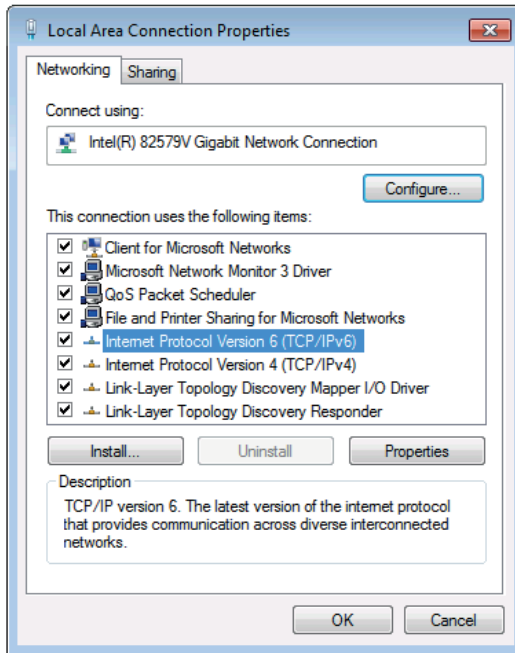 Local Area Connection Properties
Networking
Sharing
Connect using:
Intel(R) 82579V Gigabit Network Connection
Configure...
This connection uses the following items:
Client for Microsoft Networks
Microsoft Network Monitor 3 Driver
QoS Packet Scheduler
File and Printer Sharing for Microsoft Networks
Internet Protocol Version 6 (TCP/IPv6)
Internet Protocol Version 4 (TCP/IPv4)
Link-Layer Topology Discovery Mapper I/O Driver
Link-Layer Topology Discovery Responder
Install...
Uninstall
Properties
Description
TCP/IP version 6. The latest version of the internet protocol
that provides communication across diverse interconnected
networks.
OK
Cancel